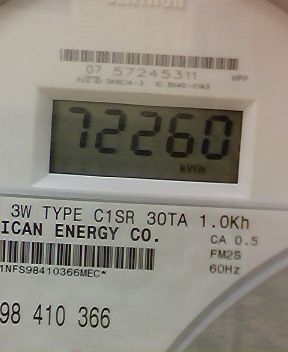 07 57245311 HPP
72260
kWh
3W TYPE C1SR 30TA 1.0Kh
ICAN ENERGY CO.
CA 0.5
FM2S
60Hz
1NFS98410366MEC*
98 410 366